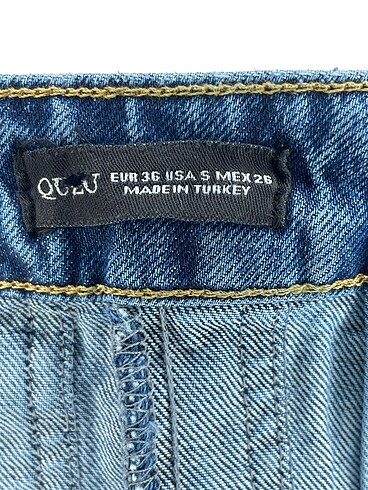 QUZU
EUR 36 USA S MEX 26
MADE IN TURKEY